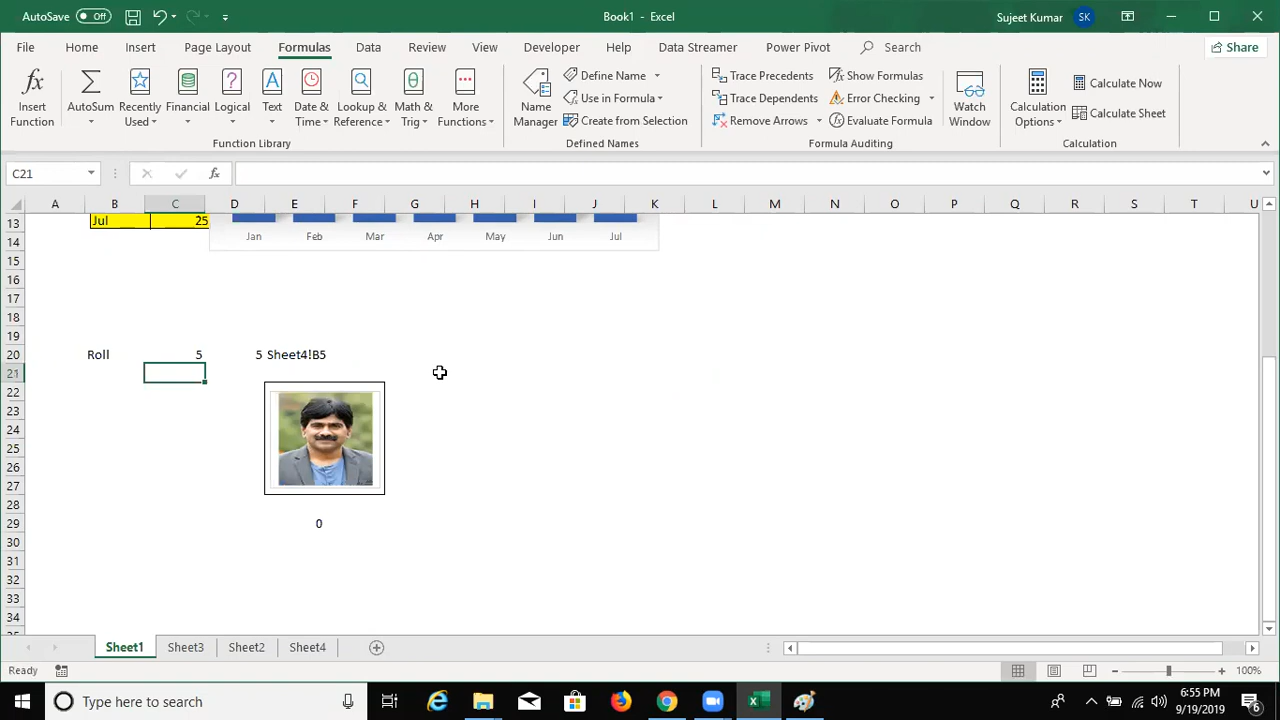 AutoSave Off Book1 - Excel Sujeet Kumar SK
File Home Insert Page Layout Formulas Data Review View Developer Help Data Streamer Power Pivot Search Share
Insert Function
AutoSum
Recently Used
Financial
Logical
Text
Date & Time
Lookup & Reference
Math & Trig
More Functions
Function Library
Name Manager
Define Name
Use in Formula
Create from Selection
Defined Names
Trace Precedents
Trace Dependents
Remove Arrows
Show Formulas
Error Checking
Evaluate Formula
Formula Auditing
Watch Window
Calculation Options
Calculate Now
Calculate Sheet
Calculation
C21 fx
A B C D E F G H I J K L M N O P Q R S T U
13 Jul 25
Jan Feb Mar Apr May Jun Jul
14
15
16
17
18
19
20 Roll 5 5 Sheet4!B5
21
22
23
24
25
26
27
28
29 0
30
31
32
33
34
Sheet1 Sheet3 Sheet2 Sheet4
Ready 100%
Type here to search
6:55 PM
9/19/2019
6